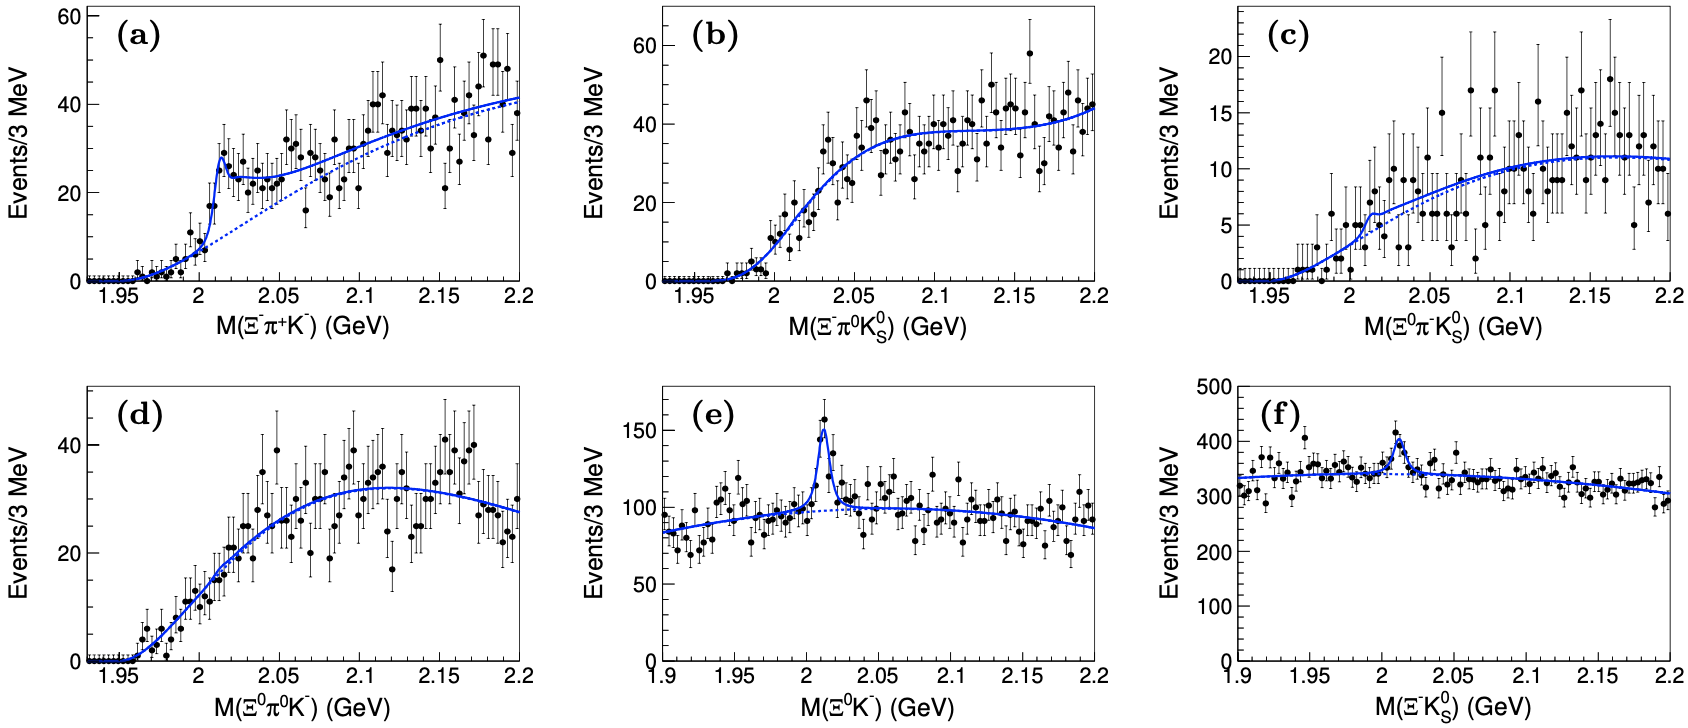 (a)
Events/3 MeV
0
20
40
60
1.95 2 2.05 2.1 2.15 2.2
M(Ξ⁻π⁺K⁻) (GeV)
(b)
Events/3 MeV
0
20
40
60
1.95 2 2.05 2.1 2.15 2.2
M(Ξ⁻π⁰K⁰_S) (GeV)
(c)
Events/3 MeV
0
5
10
15
20
1.95 2 2.05 2.1 2.15 2.2
M(Ξ⁰π⁻K⁰_S) (GeV)
(d)
Events/3 MeV
0
20
40
1.95 2 2.05 2.1 2.15 2.2
M(Ξ⁰π⁰K⁻) (GeV)
(e)
Events/3 MeV
0
50
100
150
1.9 1.95 2 2.05 2.1 2.15 2.2
M(Ξ⁰K⁻) (GeV)
(f)
Events/3 MeV
0
100
200
300
400
500
1.9 1.95 2 2.05 2.1 2.15 2.2
M(Ξ⁻K⁰_S) (GeV)